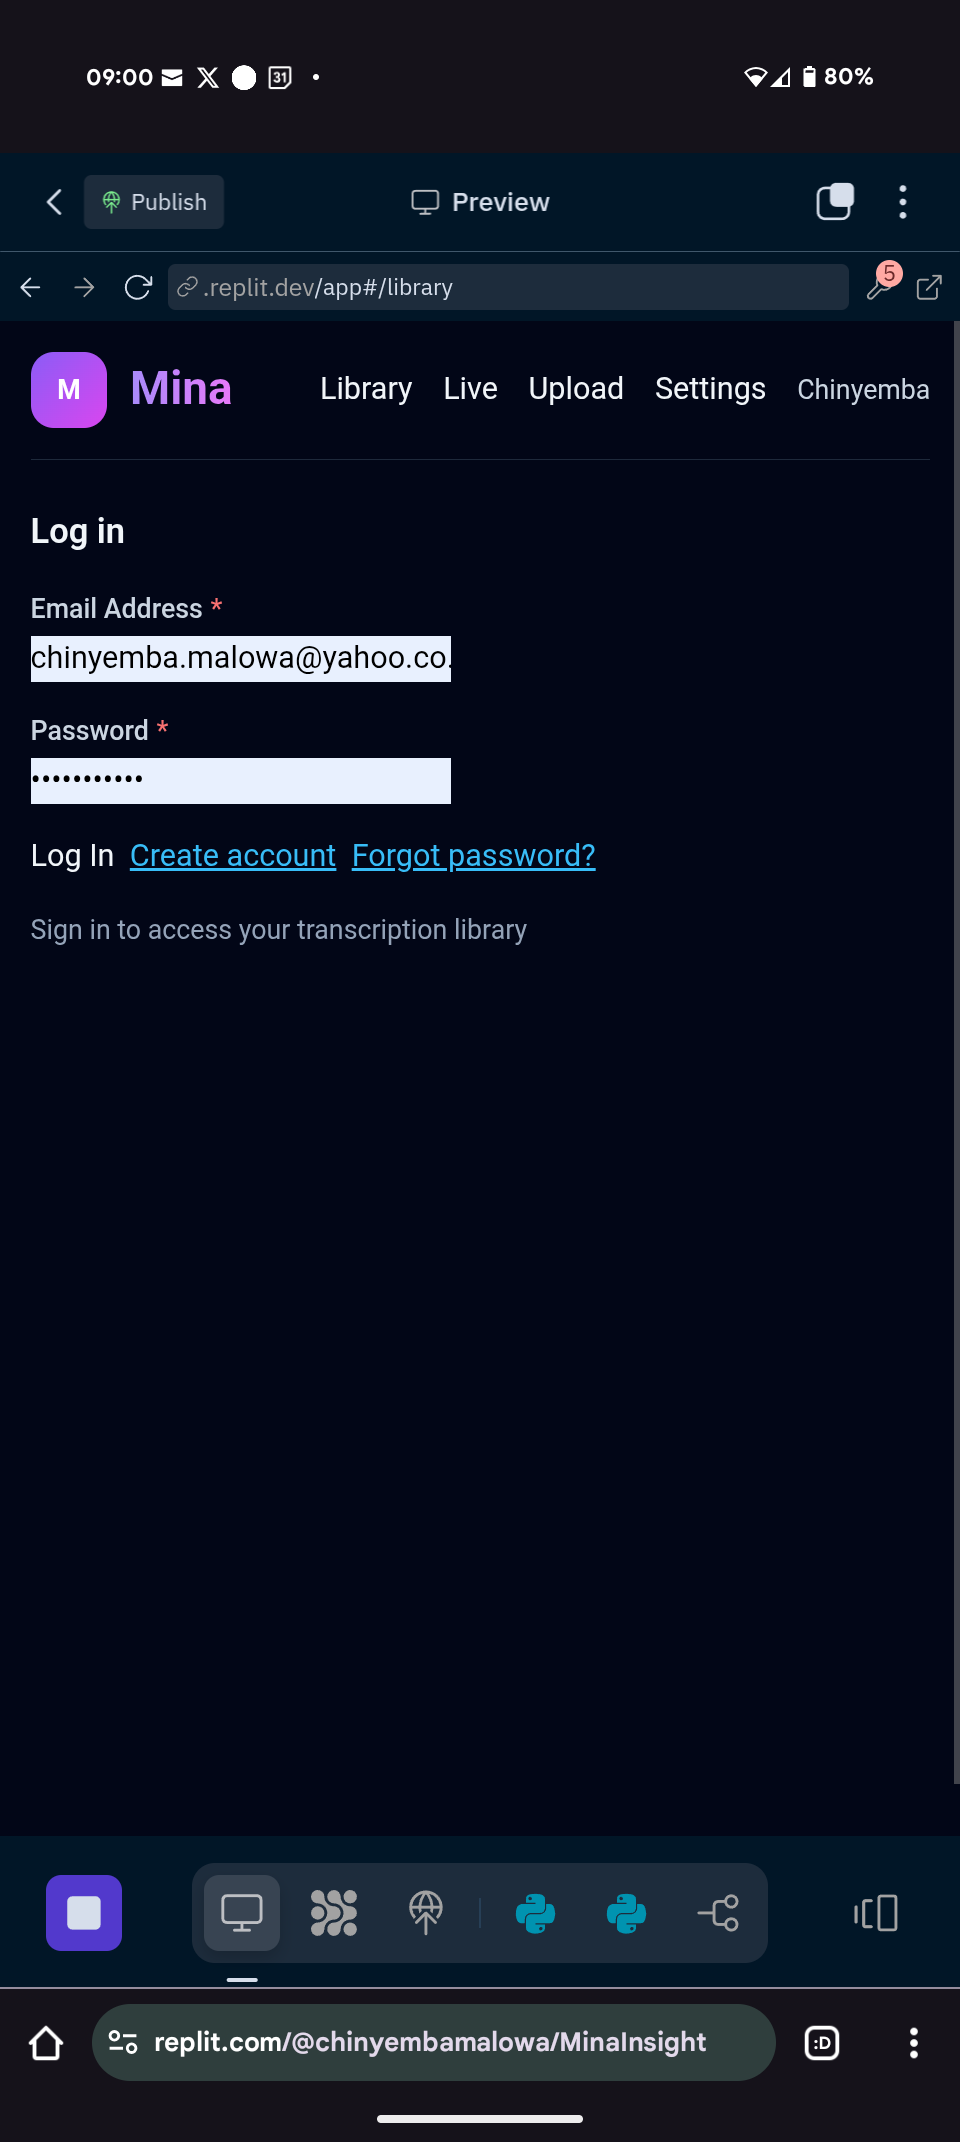 09:00 31 80%
Publish Preview
.replit.dev/app#/library 5
M Mina Library Live Upload Settings Chinyemba
Log in
Email Address *
chinyemba.malowa@yahoo.co.
Password *
•••••••••••
Log In Create account Forgot password?
Sign in to access your transcription library
replit.com/@chinyembamalowa/MinaInsight :D